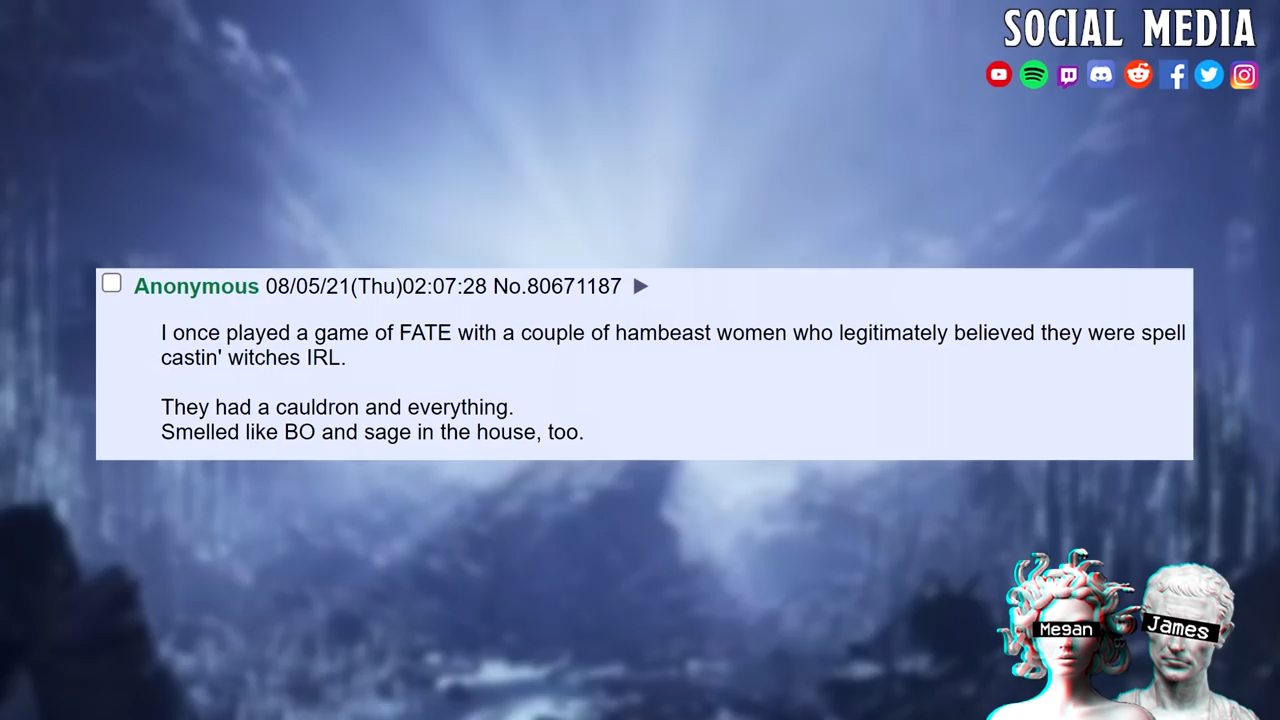 SOCIAL MEDIA
Anonymous 08/05/21(Thu)02:07:28 No.80671187
I once played a game of FATE with a couple of hambeast women who legitimately believed they were spell
castin' witches IRL.
They had a cauldron and everything.
Smelled like BO and sage in the house, too.
Megan
James